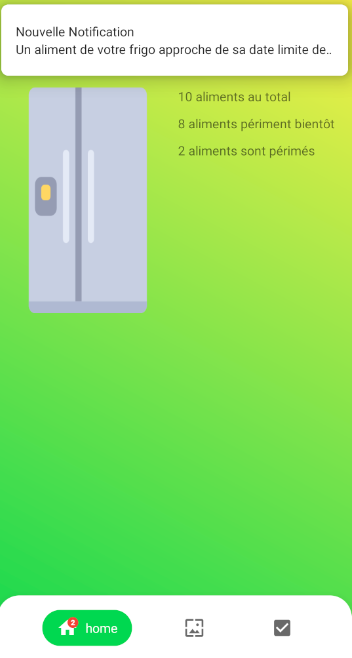 Nouvelle Notification
Un aliment de votre frigo approche de sa date limite de..
10 aliments au total
8 aliments périment bientôt
2 aliments sont périmés
2
home